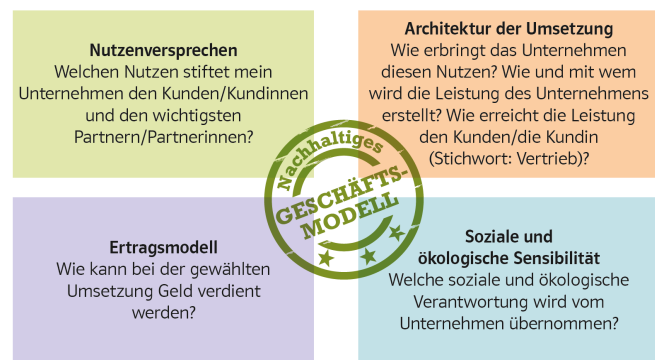 Nutzenversprechen
Welchen Nutzen stiftet mein
Unternehmen den Kunden/Kundinnen
und den wichtigsten
Partnern/Partnerinnen?
Architektur der Umsetzung
Wie erbringt das Unternehmen
diesen Nutzen? Wie und mit wem
wird die Leistung des Unternehmens
erstellt? Wie erreicht die Leistung
den Kunden/die Kundin
(Stichwort: Vertrieb)?
Nachhaltiges
GESCHÄFTS-
MODELL
Ertragsmodell
Wie kann bei der gewählten
Umsetzung Geld verdient
werden?
Soziale und
ökologische Sensibilität
Welche soziale und ökologische
Verantwortung wird vom
Unternehmen übernommen?